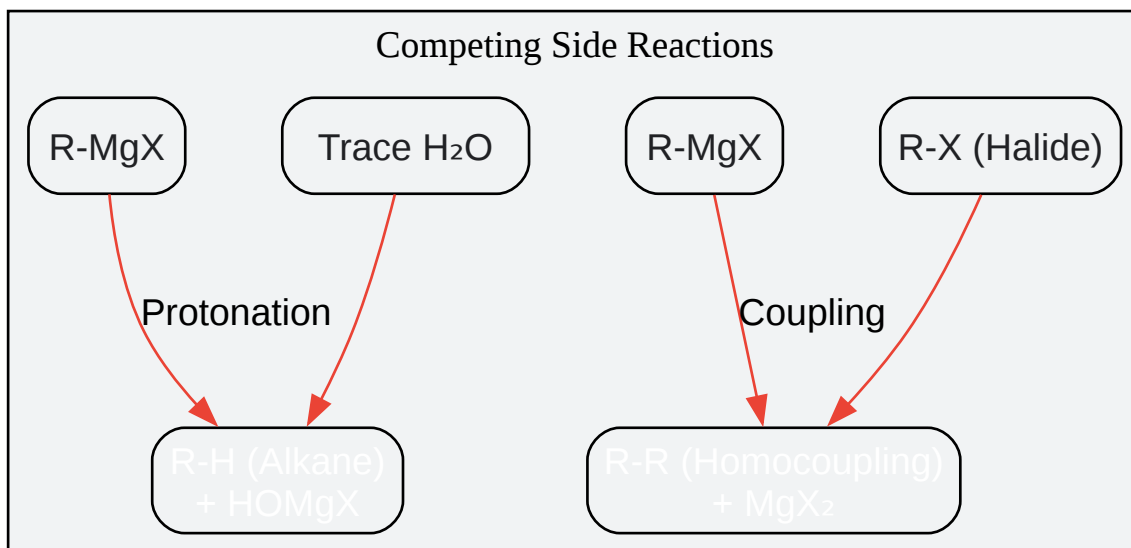 Competing Side Reactions
R-MgX
Trace H₂O
R-MgX
R-X (Halide)
Protonation
Coupling
R-H (Alkane)
+ HOMgX
R-R (Homocoupling)
+ MgX₂